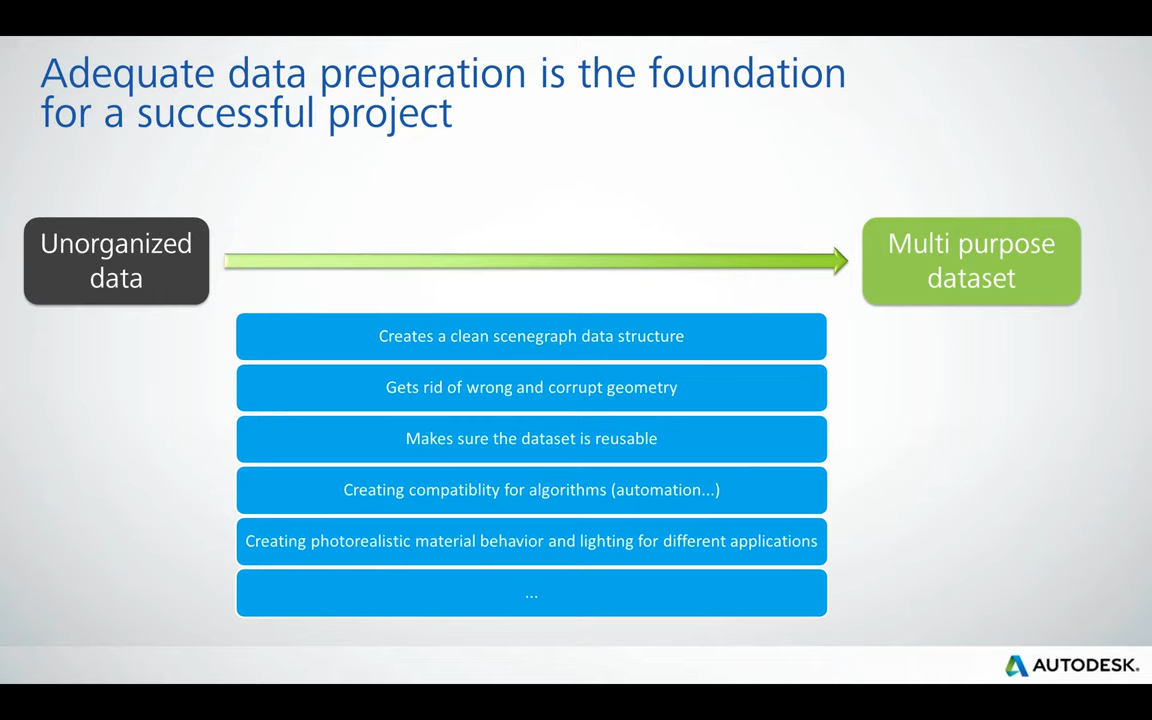 Adequate data preparation is the foundation
for a successful project
Unorganized
data
Multi purpose
dataset
Creates a clean scenegraph data structure
Gets rid of wrong and corrupt geometry
Makes sure the dataset is reusable
Creating compatiblity for algorithms (automation...)
Creating photorealistic material behavior and lighting for different applications
...
AUTODESK.